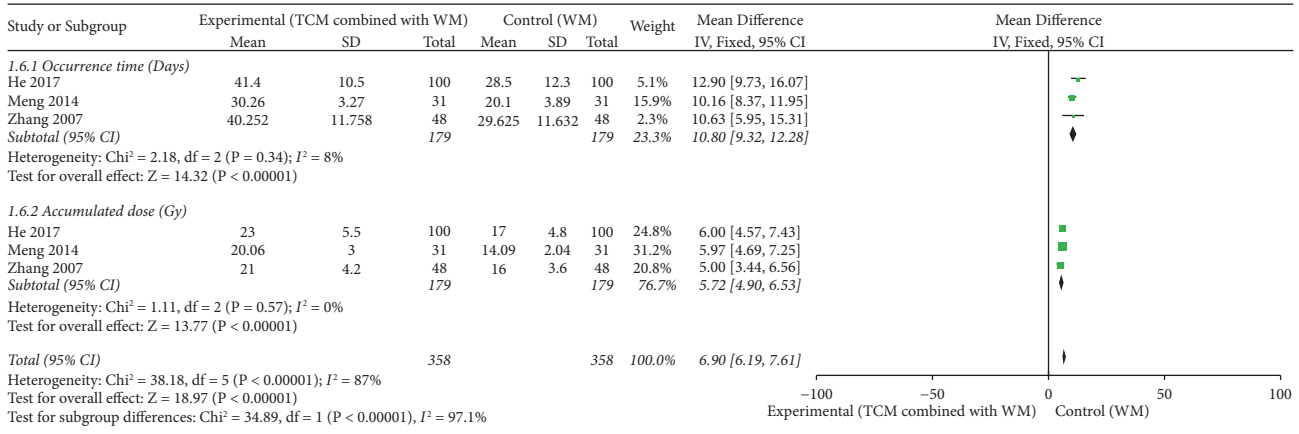 Study or Subgroup Experimental (TCM combined with WM) Control (WM) Weight Mean Difference Mean Difference
Mean SD Total Mean SD Total IV, Fixed, 95% CI IV, Fixed, 95% CI
1.6.1 Occurrence time (Days)
He 2017 41.4 10.5 100 28.5 12.3 100 5.1% 12.90 [9.73, 16.07]
Meng 2014 30.26 3.27 31 20.1 3.89 31 15.9% 10.16 [8.37, 11.95]
Zhang 2007 40.252 11.758 48 29.625 11.632 48 2.3% 10.63 [5.95, 15.31]
Subtotal (95% CI) 179 179 23.3% 10.80 [9.32, 12.28]
Heterogeneity: Chi² = 2.18, df = 2 (P = 0.34); I² = 8%
Test for overall effect: Z = 14.32 (P < 0.00001)
1.6.2 Accumulated dose (Gy)
He 2017 23 5.5 100 17 4.8 100 24.8% 6.00 [4.57, 7.43]
Meng 2014 20.06 3 31 14.09 2.04 31 31.2% 5.97 [4.69, 7.25]
Zhang 2007 21 4.2 48 16 3.6 48 20.8% 5.00 [3.44, 6.56]
Subtotal (95% CI) 179 179 76.7% 5.72 [4.90, 6.53]
Heterogeneity: Chi² = 1.11, df = 2 (P = 0.57); I² = 0%
Test for overall effect: Z = 13.77 (P < 0.00001)
Total (95% CI) 358 358 100.0% 6.90 [6.19, 7.61]
Heterogeneity: Chi² = 38.18, df = 5 (P < 0.00001); I² = 87%
Test for overall effect: Z = 18.97 (P < 0.00001)
Test for subgroup differences: Chi² = 34.89, df = 1 (P < 0.00001), I² = 97.1%
−100 −50 0 50 100
Experimental (TCM combined with WM) Control (WM)